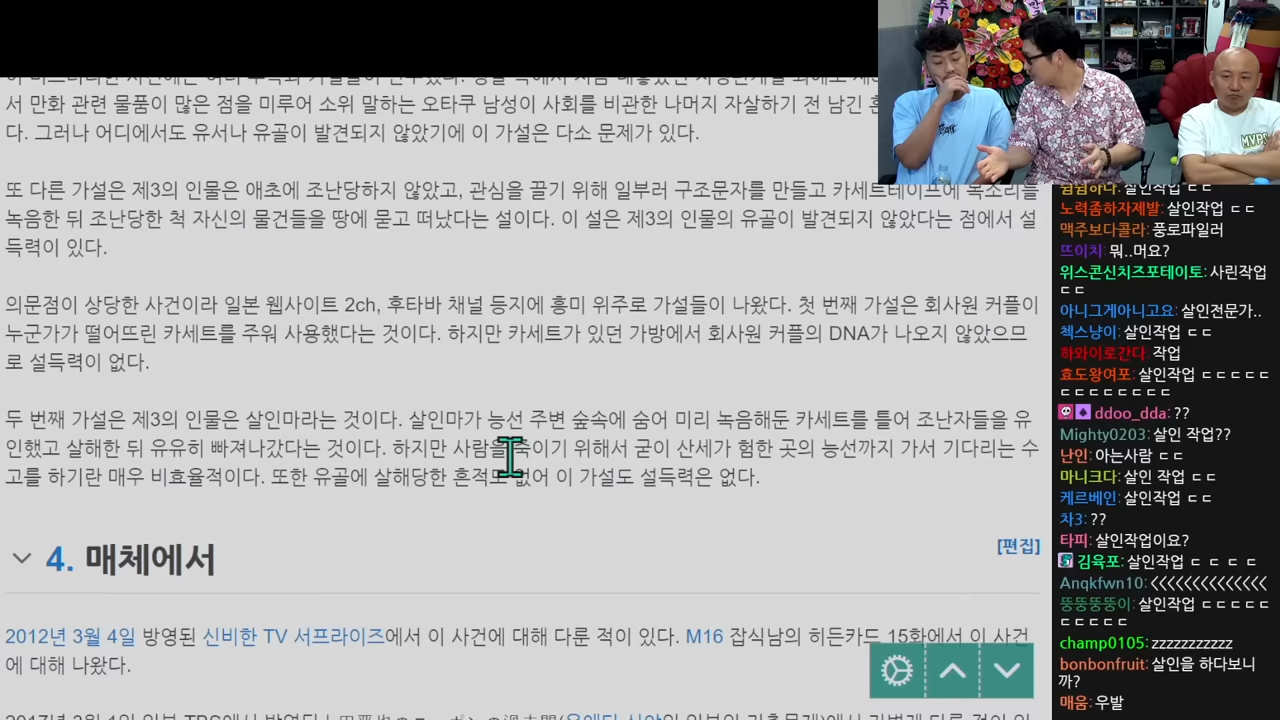 서 만화 관련 물품이 많은 점을 미루어 소위 말하는 오타쿠 남성이 사회를 비관한 나머지 자살하기 전 남긴
다. 그러나 어디에서도 유서나 유골이 발견되지 않았기에 이 가설은 다소 문제가 있다.
또 다른 가설은 제3의 인물은 애초에 조난당하지 않았고, 관심을 끌기 위해 일부러 구조문자를 만들고 카세트테이프에 목소리를
녹음한 뒤 조난당한 척 자신의 물건들을 땅에 묻고 떠났다는 설이다. 이 설은 제3의 인물의 유골이 발견되지 않았다는 점에서 설
득력이 있다.
의문점이 상당한 사건이라 일본 웹사이트 2ch, 후타바 채널 등지에 흥미 위주로 가설들이 나왔다. 첫 번째 가설은 회사원 커플이
누군가가 떨어뜨린 카세트를 주워 사용했다는 것이다. 하지만 카세트가 있던 가방에서 회사원 커플의 DNA가 나오지 않았으므
로 설득력이 없다.
두 번째 가설은 제3의 인물은 살인마라는 것이다. 살인마가 능선 주변 숲속에 숨어 미리 녹음해둔 카세트를 틀어 조난자들을 유
인했고 살해한 뒤 유유히 빠져나갔다는 것이다. 하지만 사람을 죽이기 위해서 굳이 산세가 험한 곳의 능선까지 가서 기다리는 수
고를 하기란 매우 비효율적이다. 또한 유골에 살해당한 흔적도 없어 이 가설도 설득력은 없다.
4. 매체에서
[편집]
2012년 3월 4일 방영된 신비한 TV 서프라이즈에서 이 사건에 대해 다룬 적이 있다. M16 잡식남의 히든카드 15화에서 이 사건
에 대해 나왔다.
MVPS
노력좀하자제발: 살인작업 ㄷㄷ
맥주보다콜라: 풍로파일러
뜨이치: 뭐..머요?
위스콘신치즈포테이토: 사린작업
ㄷㄷ
아니그게아니고요: 살인전문가..
첵스냥이: 살인작업 ㄷㄷ
하와이로간다: 작업
효도왕여포: 살인작업 ㄷㄷㄷㄷㄷ
ㄷㄷㄷㄷㄷㄷㄷㄷ
ddoo_dda: ??
Mighty0203: 살인 작업??
난인: 아는사람 ㄷㄷ
마니크다: 살인 작업 ㄷㄷ
케르베인: 살인작업 ㄷㄷ
차3: ??
타피: 살인작업이요?
김육포: 살인작업 ㄷ ㄷ ㄷ ㄷ
Anqkfwn10: くくくくくくくくくくくくくく
뚱뚱뚱뚱이: 살인작업 ㄷㄷㄷㄷㄷ
ㄷㄷㄷㄷㄷ
champ0105: zzzzzzzzzzz
bonbonfruit: 살인을 하다보니
까?
매움: 우발